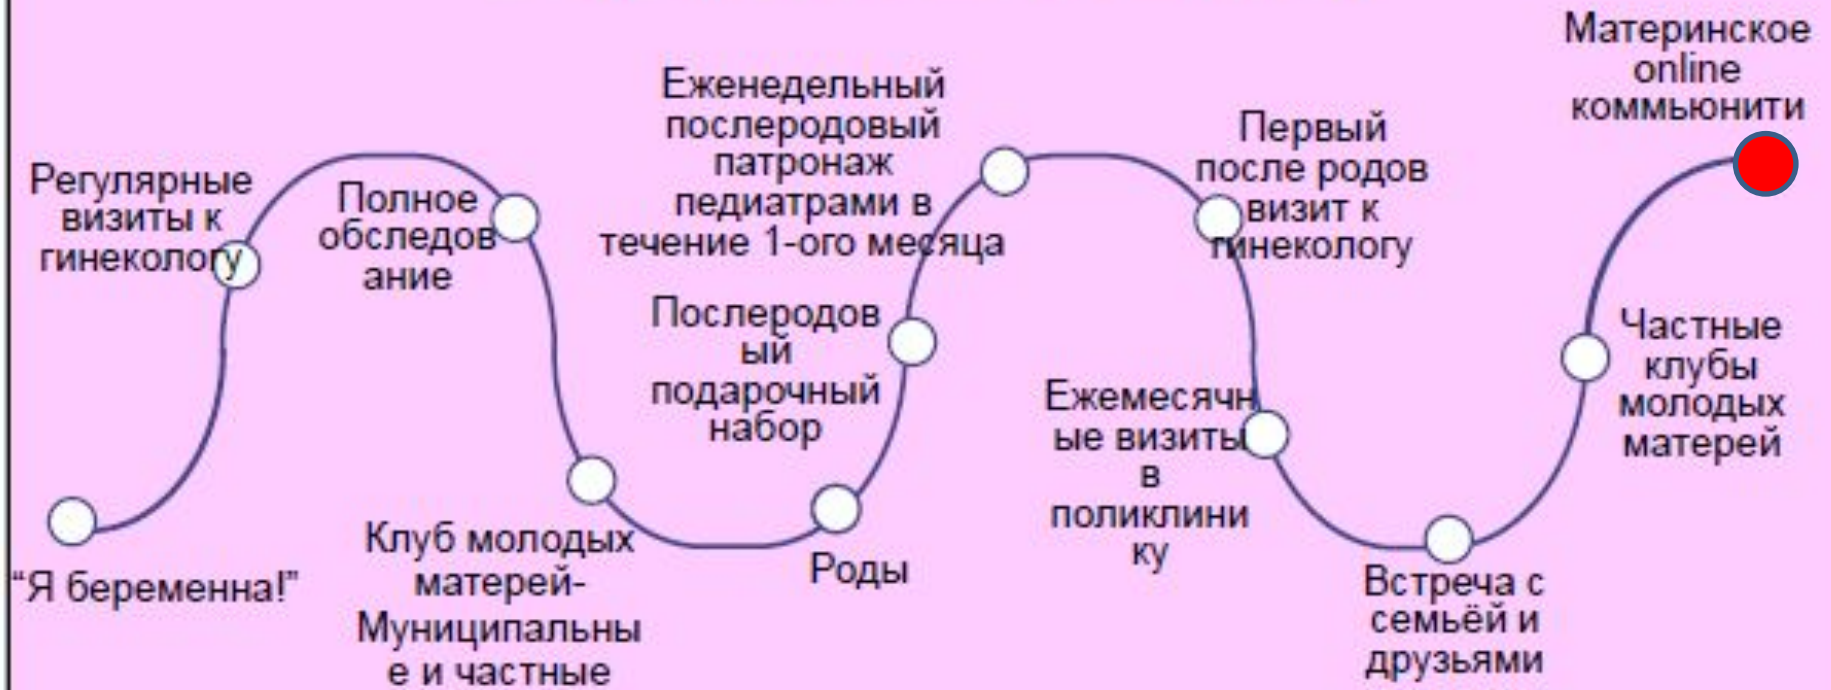 “Я беременна!”
Регулярные
визиты к
гинекологу
Полное
обследов
ание
Клуб молодых
матерей-
Муниципальны
е и частные
Роды
Послеродов
ый
подарочный
набор
Еженедельный
послеродовый
патронаж
педиатрами в
течение 1-ого месяца
Первый
после родов
визит к
гинекологу
Ежемесячн
ые визиты
в
поликлини
ку
Встреча с
семьёй и
друзьями
Частные
клубы
молодых
матерей
Материнское
online
коммьюнити